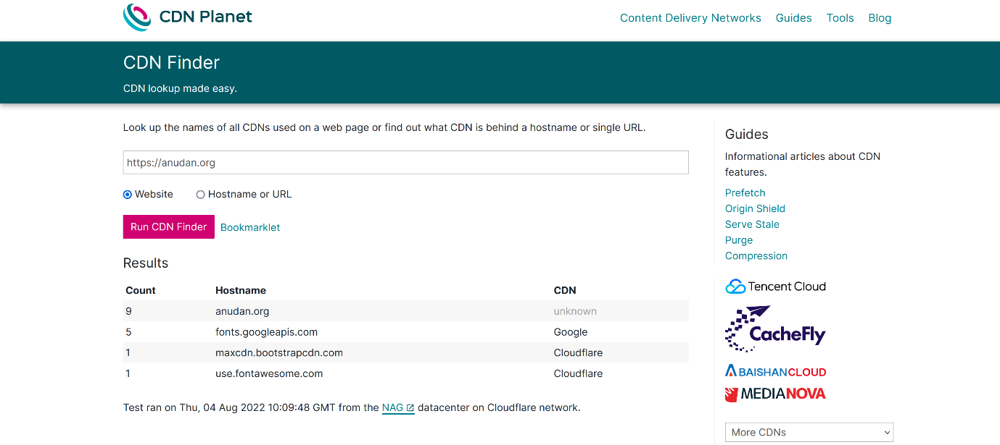 CDN Planet
Content Delivery Networks Guides Tools Blog
CDN Finder
CDN lookup made easy.
Look up the names of all CDNs used on a web page or find out what CDN is behind a hostname or single URL.
https://anudan.org
Website Hostname or URL
Run CDN Finder Bookmarklet
Results
Count Hostname CDN
9 anudan.org unknown
5 fonts.googleapis.com Google
1 maxcdn.bootstrapcdn.com Cloudflare
1 use.fontawesome.com Cloudflare
Test ran on Thu, 04 Aug 2022 10:09:48 GMT from the NAG datacenter on Cloudflare network.
Guides
Informational articles about CDN
features.
Prefetch
Origin Shield
Serve Stale
Purge
Compression
Tencent Cloud
CacheFly
BAISHANCLOUD
MEDIANOVA
More CDNs